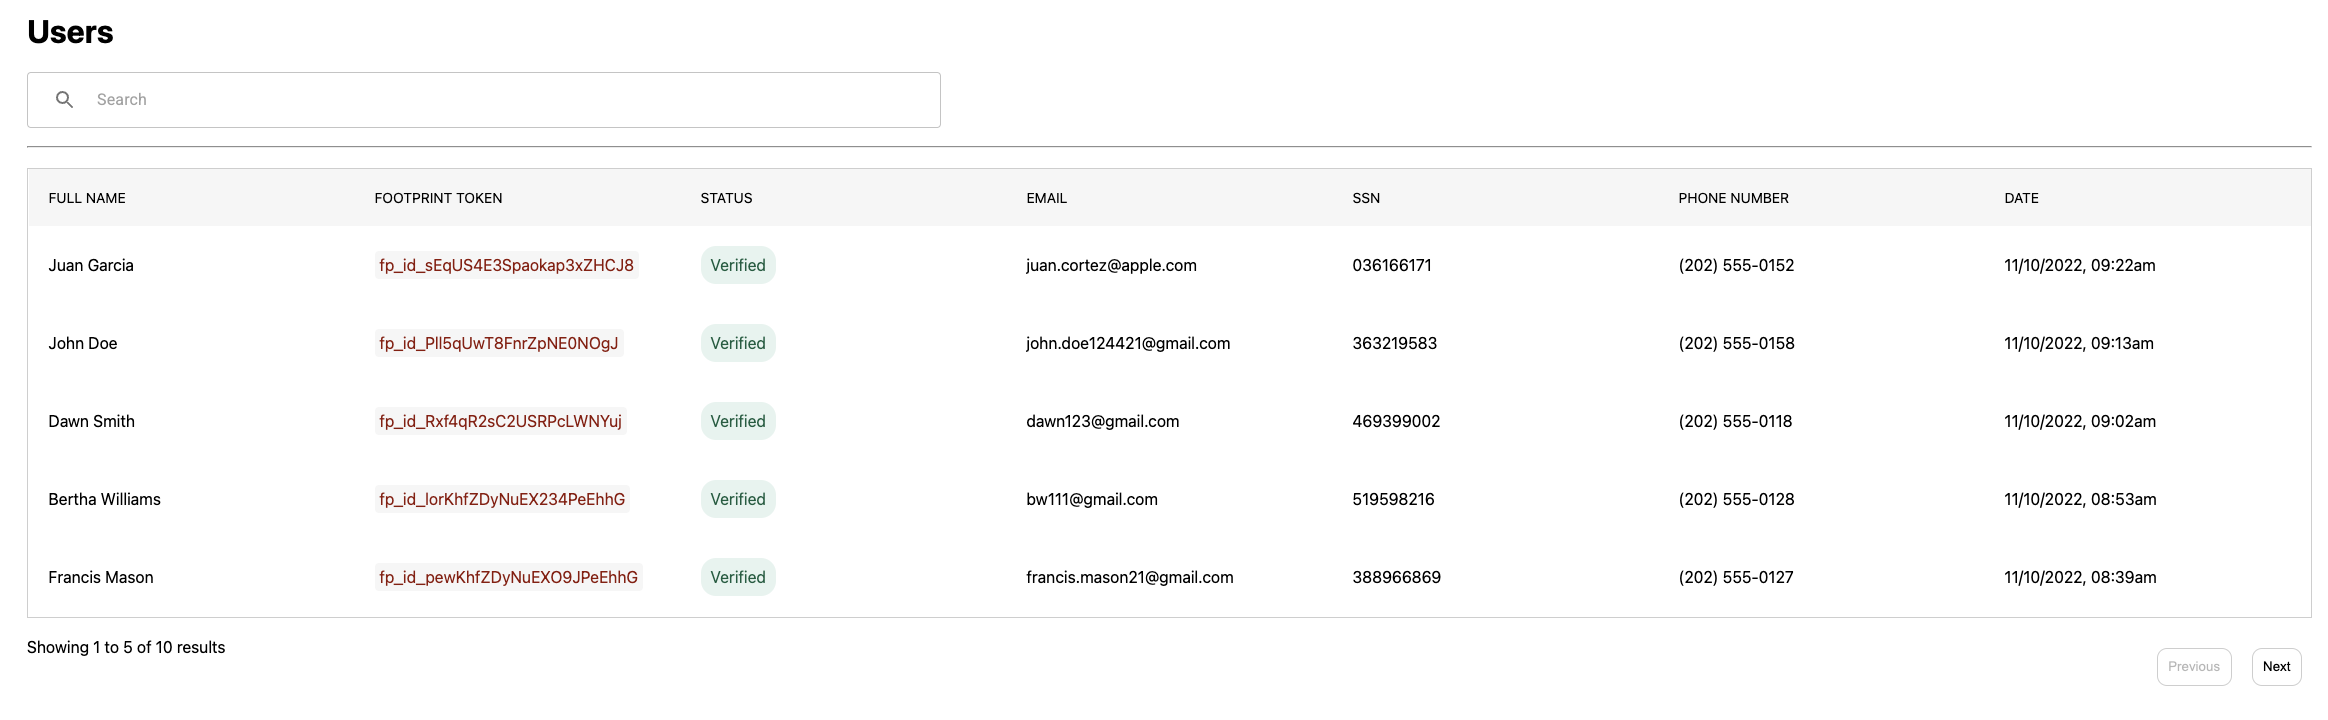 Users
Search
FULL NAME FOOTPRINT TOKEN STATUS EMAIL SSN PHONE NUMBER DATE
Juan Garcia fp_id_sEqUS4E3Spaokap3xZHCJ8 Verified juan.cortez@apple.com 036166171 (202) 555-0152 11/10/2022, 09:22am
John Doe fp_id_Pll5qUwT8FnrZpNE0NOgJ Verified john.doe124421@gmail.com 363219583 (202) 555-0158 11/10/2022, 09:13am
Dawn Smith fp_id_Rxf4qR2sC2USRPcLWNYuj Verified dawn123@gmail.com 469399002 (202) 555-0118 11/10/2022, 09:02am
Bertha Williams fp_id_lorKhfZDyNuEX234PeEhhG Verified bw111@gmail.com 519598216 (202) 555-0128 11/10/2022, 08:53am
Francis Mason fp_id_pewKhfZDyNuEXO9JPeEhhG Verified francis.mason21@gmail.com 388966869 (202) 555-0127 11/10/2022, 08:39am
Showing 1 to 5 of 10 results
Previous Next